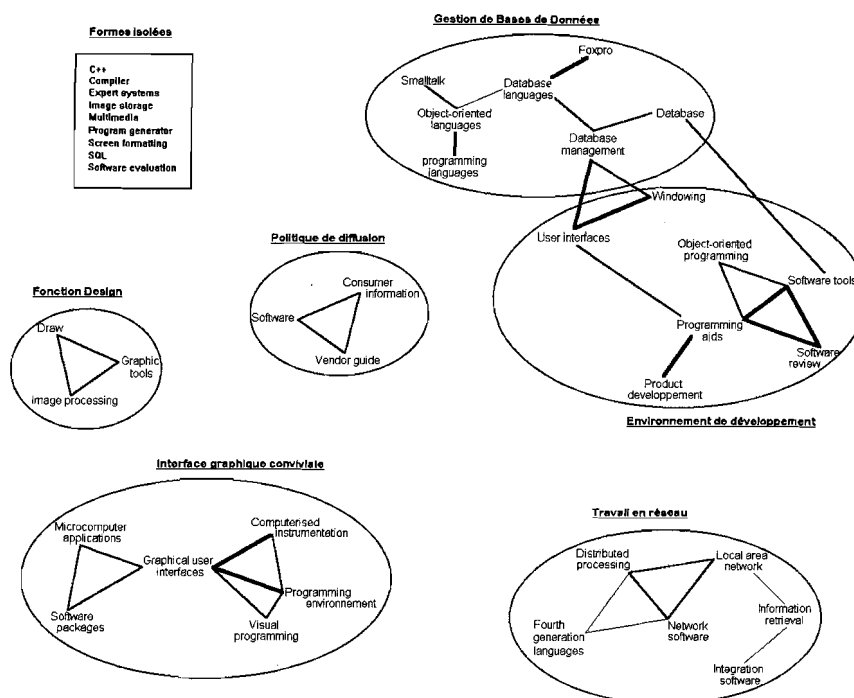 Formes isolées
C++
Compiler
Expert systems
Image storage
Multimedia
Program generator
Screen formatting
SQL
Software evaluation
Gestion de Bases de Données
Foxpro
Smalltalk
Database
languages
Object-oriented
languages
Database
Database
management
programming
languages
Windowing
User interfaces
Object-oriented
programming
Software tools
Programming
aids
Software
review
Product
developpement
Environnement de développement
Politique de diffusion
Consumer
information
Software
Vendor guide
Fonction Design
Draw
Graphic
tools
Image processing
Interface graphique conviviale
Microcomputer
applications
Computerised
instrumentation
Graphical user
interfaces
Programming
environnement
Software
packages
Visual
programming
Travail en réseau
Distributed
processing
Local area
network
Information
retrieval
Fourth
generation
languages
Network
software
Integration
software